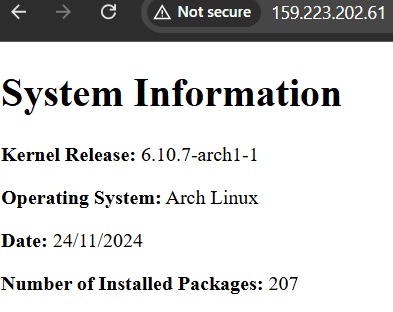 Not secure 159.223.202.61
System Information
Kernel Release: 6.10.7-arch1-1
Operating System: Arch Linux
Date: 24/11/2024
Number of Installed Packages: 207